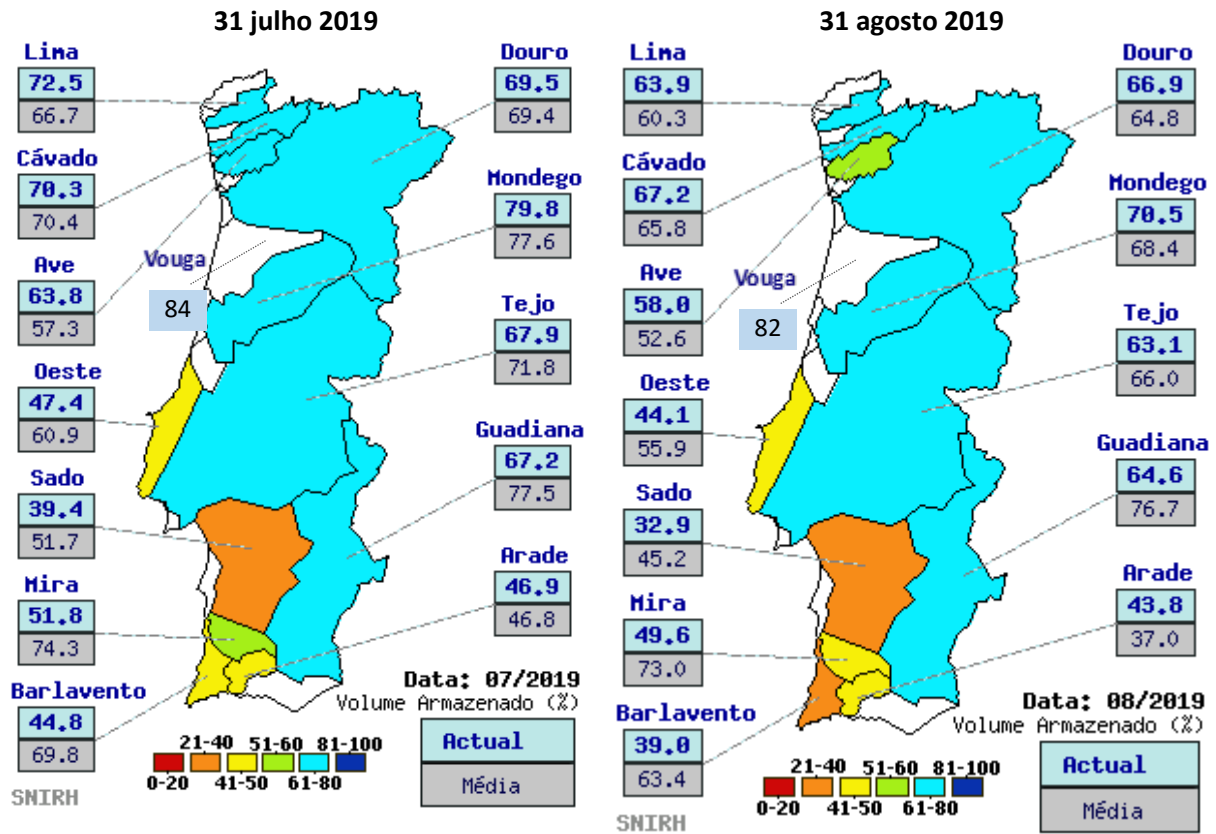 31 julho 2019
Lima
72.5
66.7
Douro
69.5
69.4
Cávado
70.3
70.4
Mondego
79.8
77.6
Ave
63.8
57.3
Vouga
84
Tejo
67.9
71.8
Oeste
47.4
60.9
Guadiana
67.2
77.5
Sado
39.4
51.7
Arade
46.9
46.8
Mira
51.8
74.3
Barlavento
44.8
69.8
Data: 07/2019
Volume Armazenado (%)
Actual
Média
21-40 51-60 81-100
0-20 41-50 61-80
SNIRH
31 agosto 2019
Lima
63.9
60.3
Douro
66.9
64.8
Cávado
67.2
65.8
Mondego
70.5
68.4
Ave
58.0
52.6
Vouga
82
Tejo
63.1
66.0
Oeste
44.1
55.9
Guadiana
64.6
76.7
Sado
32.9
45.2
Arade
43.8
37.0
Mira
49.6
73.0
Barlavento
39.0
63.4
Data: 08/2019
Volume Armazenado (%)
Actual
Média
21-40 51-60 81-100
0-20 41-50 61-80
SNIRH